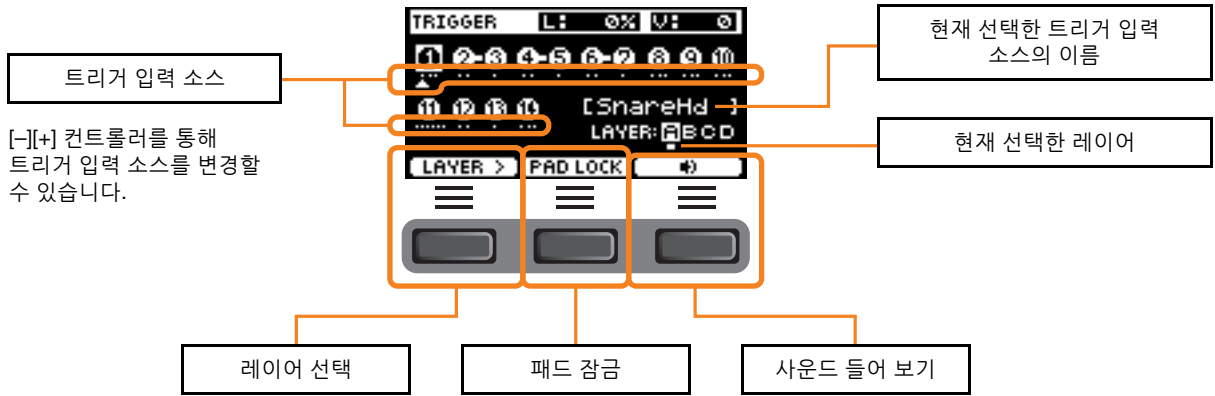 TRIGGER L: 0% V: 0
1 2-3 4-5 6-7 8 9 10
11 12 13 14 [SnareHd ]
LAYER: A B C D
LAYER > PAD LOCK
트리거 입력 소스
[–][+] 컨트롤러를 통해
트리거 입력 소스를 변경할
수 있습니다.
현재 선택한 트리거 입력
소스의 이름
현재 선택한 레이어
레이어 선택
패드 잠금
사운드 들어 보기